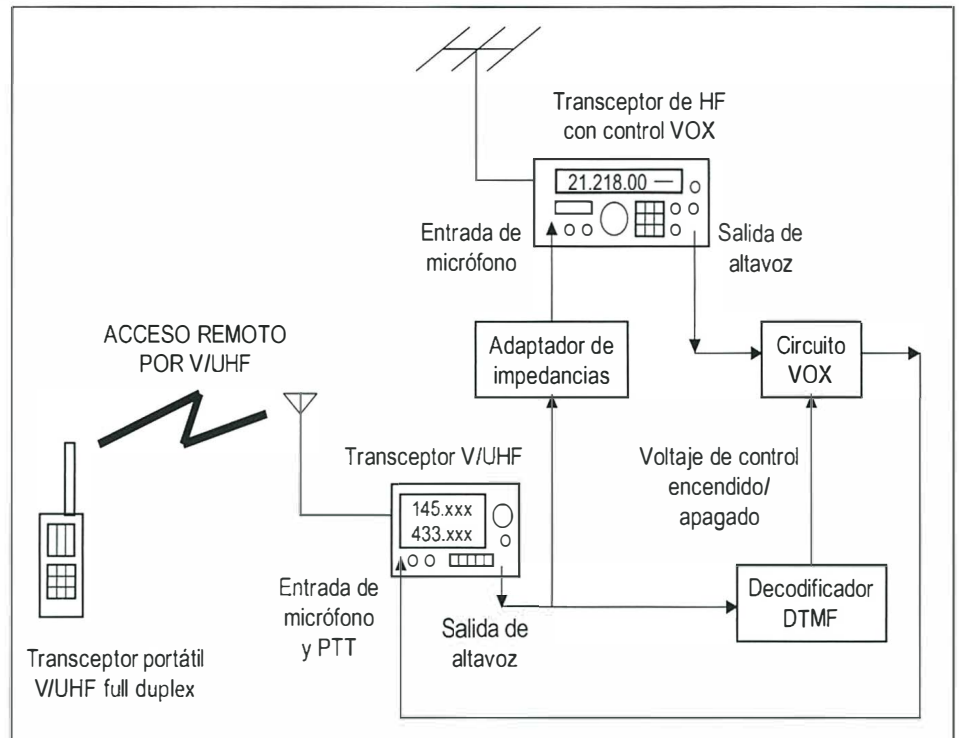 Transceptor de HF
con control VOX
21.218.00 —
Entrada de
micrófono
Salida de
altavoz
ACCESO REMOTO
POR V/UHF
Adaptador de
impedancias
Circuito
VOX
Transceptor V/UHF
145.xxx
433.xxx
Voltaje de control
encendido/
apagado
Entrada de
micrófono
y PTT
Salida de
altavoz
Decodificador
DTMF
Transceptor portátil
V/UHF full duplex